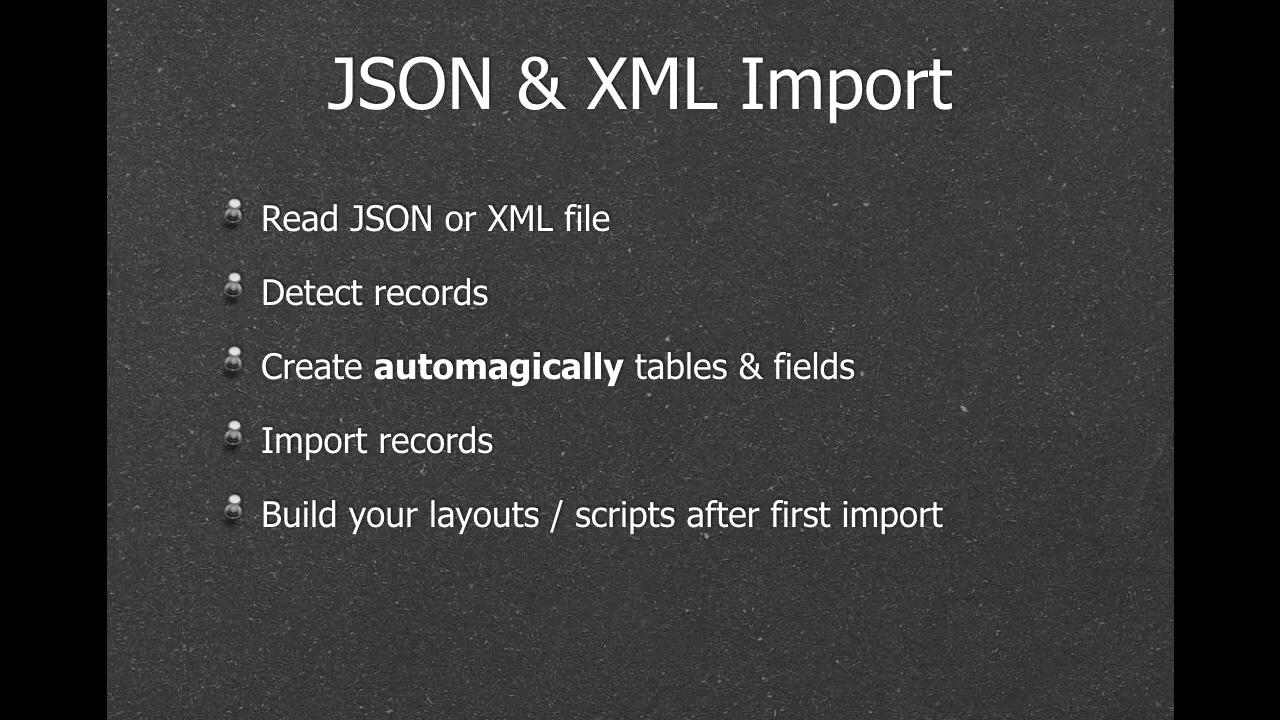 JSON & XML Import
Read JSON or XML file
Detect records
Create automagically tables & fields
Import records
Build your layouts / scripts after first import